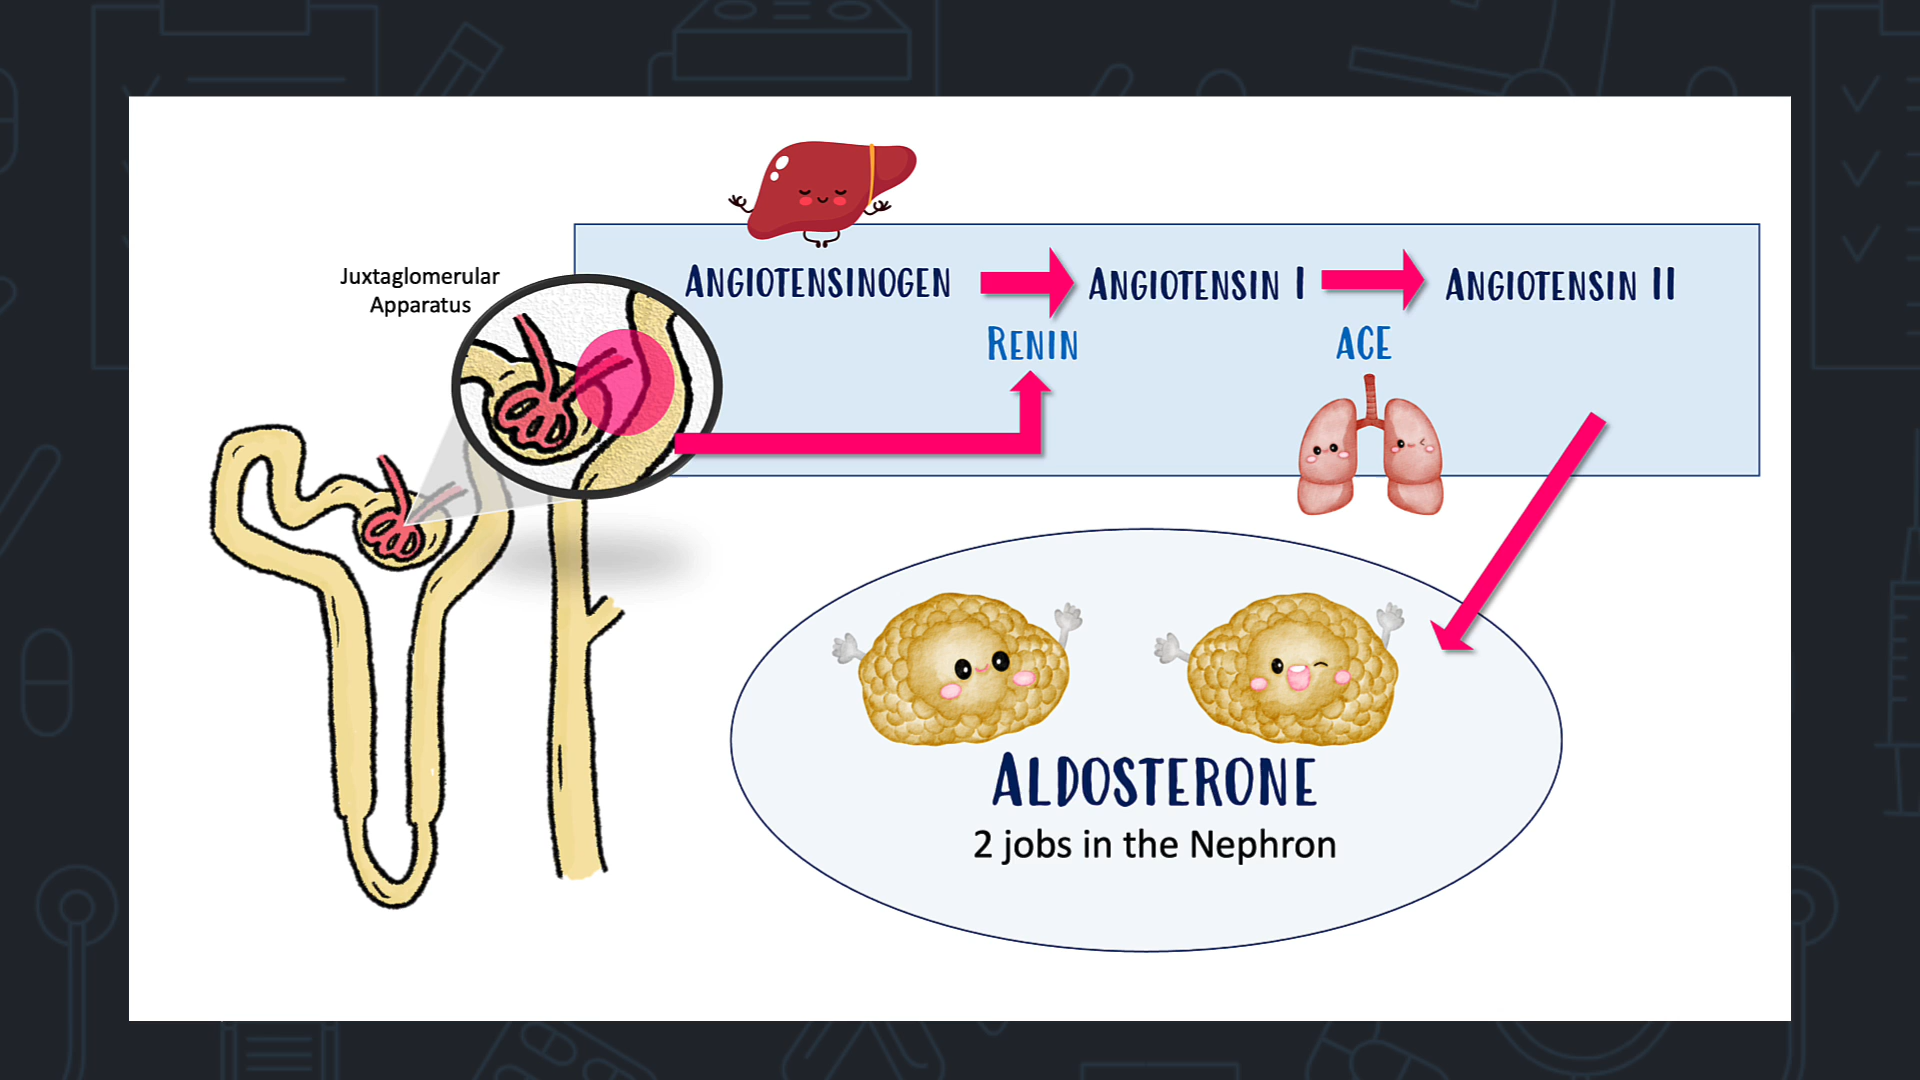 Juxtaglomerular
Apparatus
ANGIOTENSINOGEN
ANGIOTENSIN I
ANGIOTENSIN II
RENIN
ACE
ALDOSTERONE
2 jobs in the Nephron